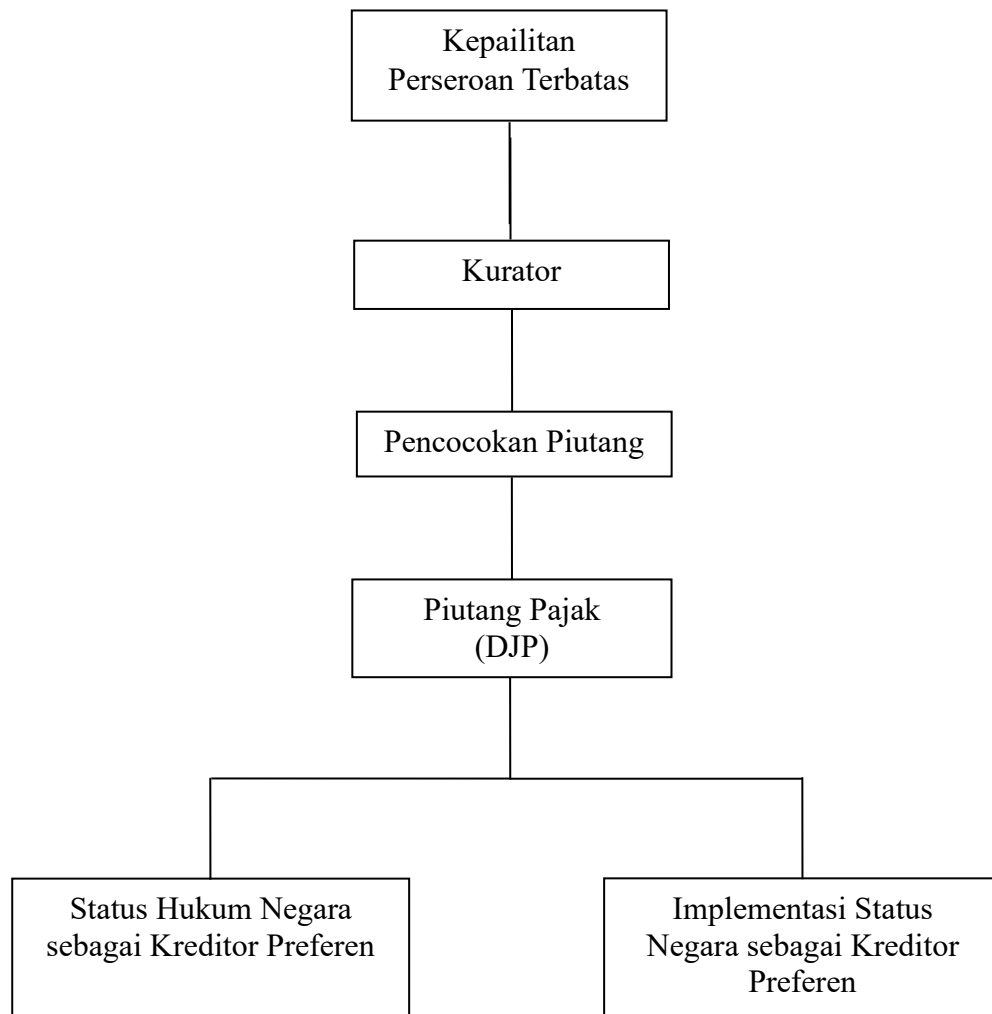 Kepailitan
Perseroan Terbatas
Kurator
Pencocokan Piutang
Piutang Pajak
(DJP)
Status Hukum Negara
sebagai Kreditor Preferen
Implementasi Status
Negara sebagai Kreditor
Preferen